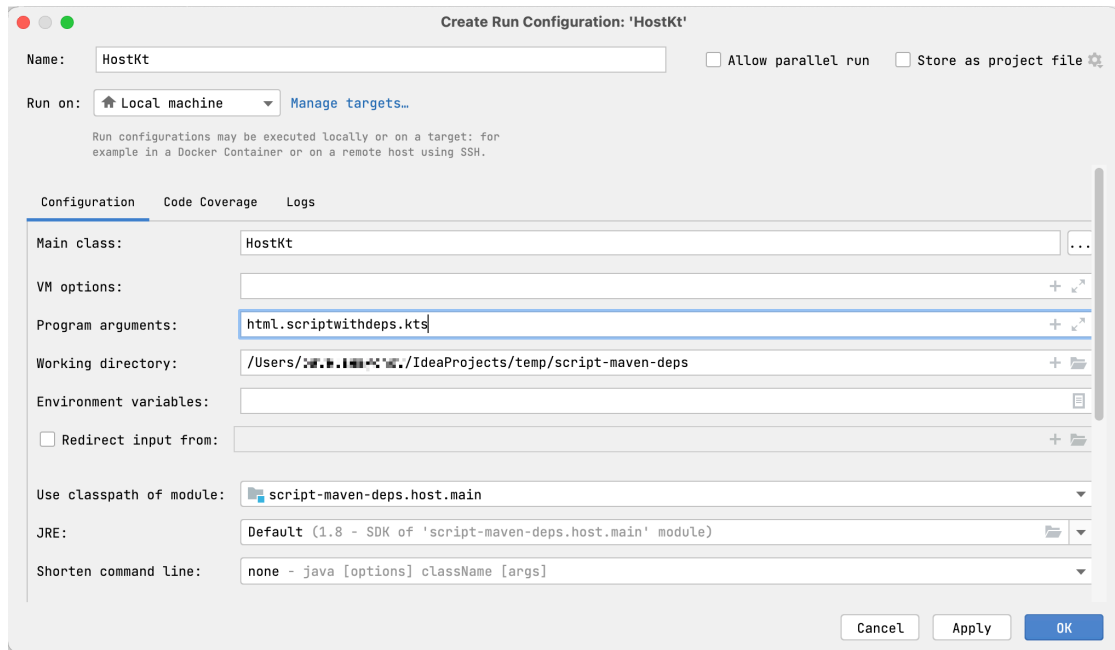 Create Run Configuration: 'HostKt'
Name: HostKt Allow parallel run Store as project file
Run on: Local machine Manage targets…
Run configurations may be executed locally or on a target: for
example in a Docker Container or on a remote host using SSH.
Configuration Code Coverage Logs
Main class: HostKt ...
VM options:
Program arguments: html.scriptwithdeps.kts
Working directory: /Users/ /IdeaProjects/temp/script-maven-deps
Environment variables:
Redirect input from:
Use classpath of module: script-maven-deps.host.main
JRE: Default (1.8 - SDK of 'script-maven-deps.host.main' module)
Shorten command line: none - java [options] className [args]
Cancel Apply OK